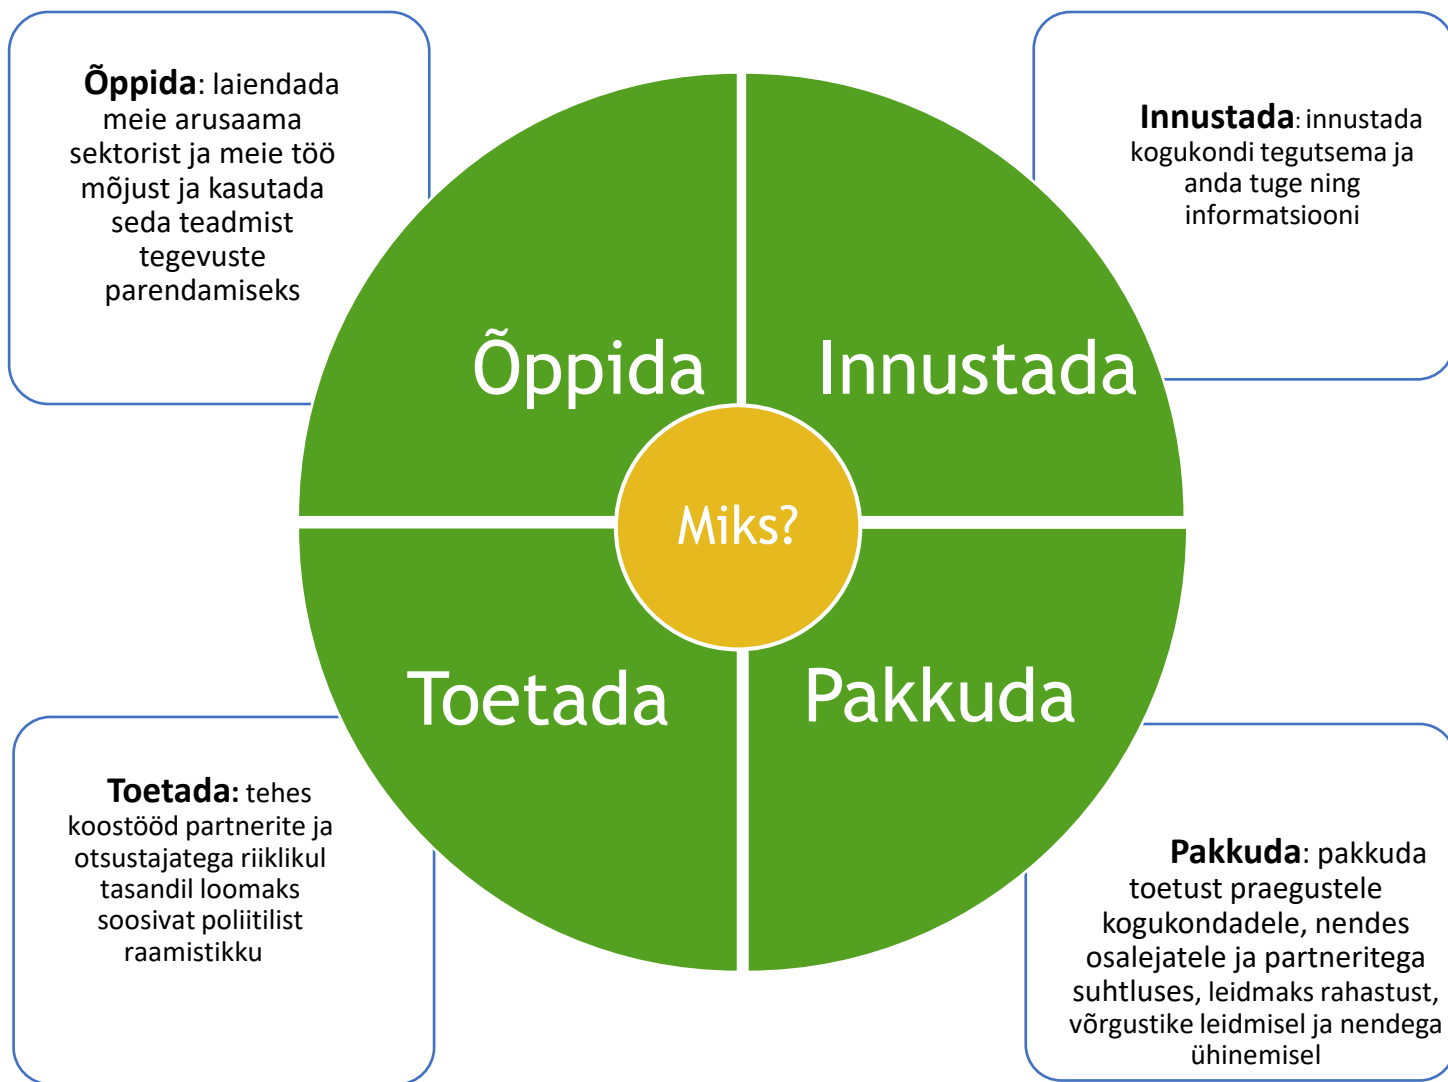 Õppida: laiendada
meie arusaama
sektorist ja meie töö
mõjust ja kasutada
seda teadmist
tegevuste
parendamiseks
Innustada: innustada
kogukondi tegutsema ja
anda tuge ning
informatsiooni
Õppida
Innustada
Miks?
Toetada
Pakkuda
Toetada: tehes
koostööd partnerite ja
otsustajatega riiklikul
tasandil loomaks
soosivat poliitilist
raamistikku
Pakkuda: pakkuda
toetust praegustele
kogukondadele, nendes
osalejatele ja partneritega
suhtluses, leidmaks rahastust,
võrgustike leidmisel ja nendega
ühinemisel